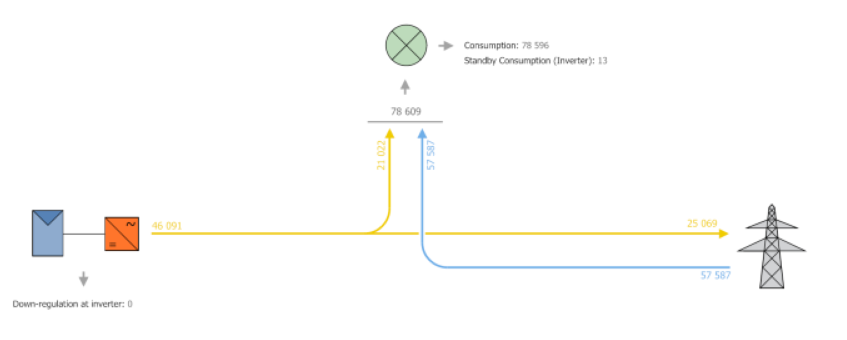 Consumption: 78 596
Standby Consumption (Inverter): 13
78 609
21 022
57 587
46 091
25 069
57 587
Down-regulation at inverter: 0